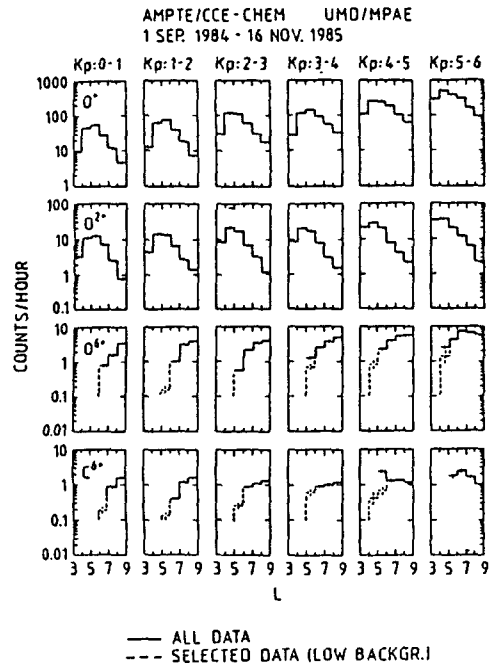 AMPTE/CCE-CHEM UMD/MPAE
1 SEP. 1984 - 16 NOV. 1985
Kp:0-1 Kp:1-2 Kp:2-3 Kp:3-4 Kp:4-5 Kp:5-6
1000
100
10
1
O⁺
100
10
1
0.1
O²⁺
10
1
0.1
0.01
O⁶⁺
10
1
0.1
0.01
C⁶⁺
COUNTS/HOUR
3 5 7 9 3 5 7 9 3 5 7 9 3 5 7 9 3 5 7 9 3 5 7 9
L
ALL DATA
SELECTED DATA (LOW BACKGR.)